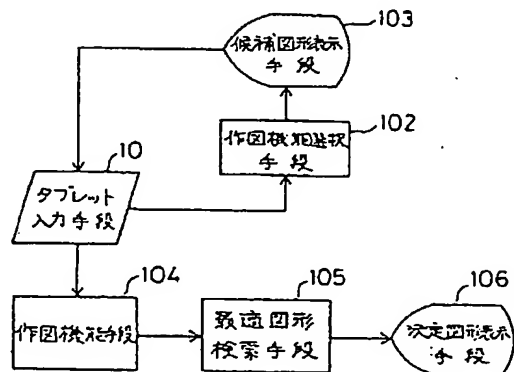 103
候補図形表示
手段
102
作図機能選択
手段
10
タブレット
入力手段
104
作図機能手段
105
最適図形
検索手段
106
決定図形表示
手段